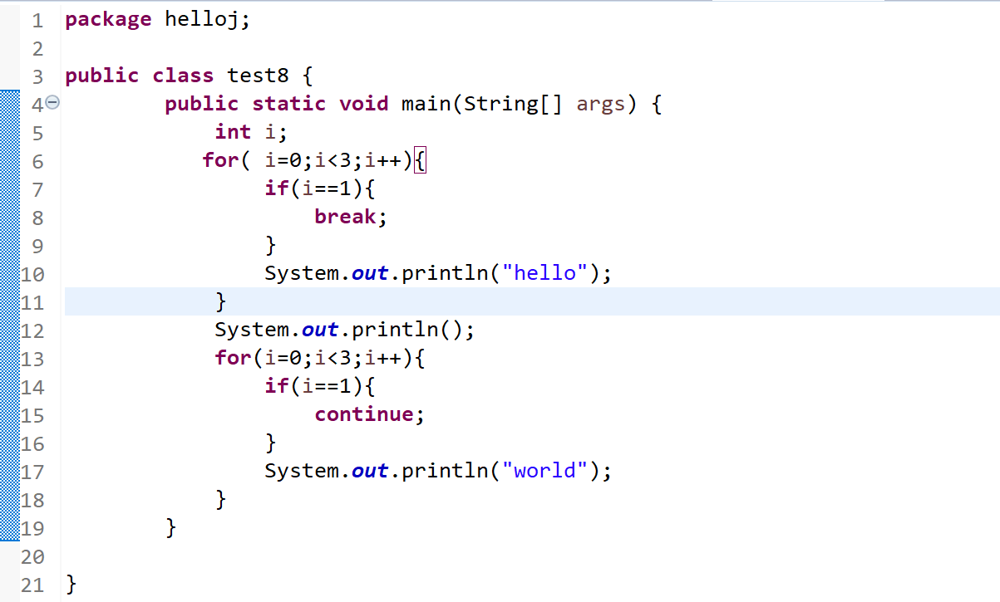 1 package helloj;
2
3 public class test8 {
4 public static void main(String[] args) {
5 int i;
6 for( i=0;i<3;i++){
7 if(i==1){
8 break;
9 }
10 System.out.println("hello");
11 }
12 System.out.println();
13 for(i=0;i<3;i++){
14 if(i==1){
15 continue;
16 }
17 System.out.println("world");
18 }
19 }
20
21 }